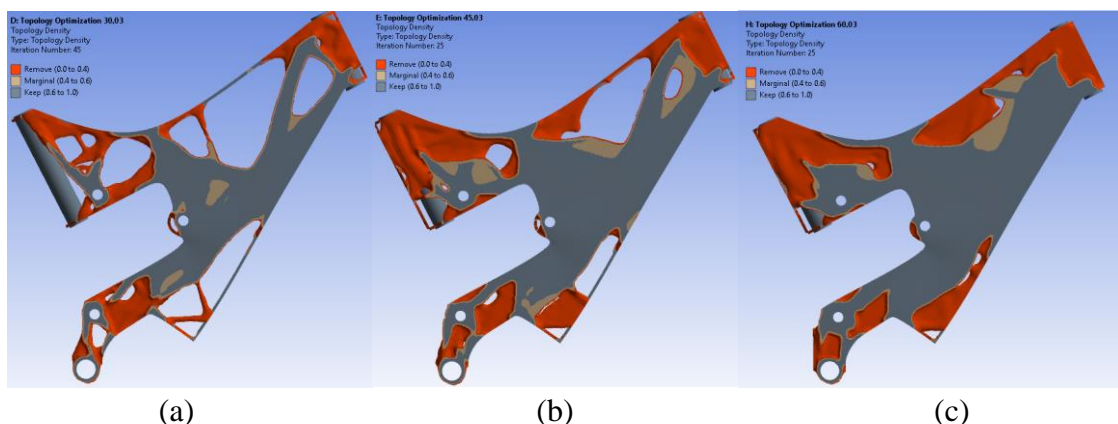 D: Topology Optimization 30,03
Topology Density
Type: Topology Density
Iteration Number: 45
Remove (0.0 to 0.4)
Marginal (0.4 to 0.6)
Keep (0.6 to 1.0)
E: Topology Optimization 45,03
Topology Density
Type: Topology Density
Iteration Number: 25
Remove (0.0 to 0.4)
Marginal (0.4 to 0.6)
Keep (0.6 to 1.0)
H: Topology Optimization 60,03
Topology Density
Type: Topology Density
Iteration Number: 25
Remove (0.0 to 0.4)
Marginal (0.4 to 0.6)
Keep (0.6 to 1.0)
(a)
(b)
(c)